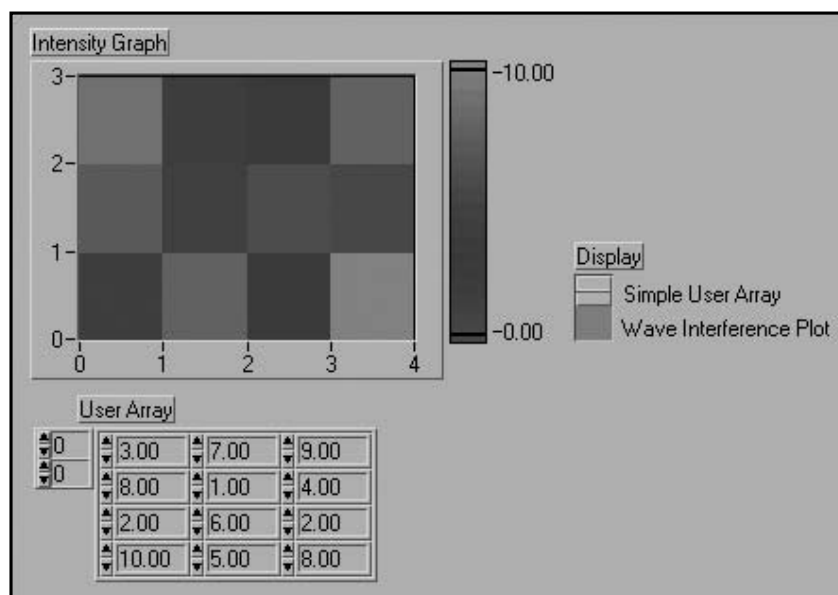 Intensity Graph
3-
2-
1-
0-
0 1 2 3 4
-10.00
-0.00
Display
Simple User Array
Wave Interference Plot
User Array
0
0
3.00 7.00 9.00
8.00 1.00 4.00
2.00 6.00 2.00
10.00 5.00 8.00